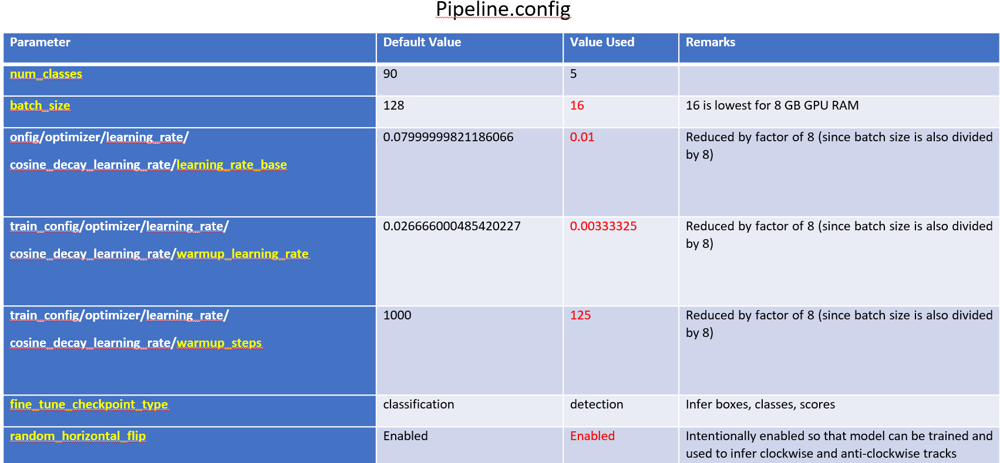 Pipeline.config
Parameter Default Value Value Used Remarks
num_classes 90 5
batch_size 128 16 16 is lowest for 8 GB GPU RAM
onfig/optimizer/learning_rate/ 0.07999999821186066 0.01 Reduced by factor of 8 (since batch size is also divided
by 8)
cosine_decay_learning_rate/learning_rate_base
train_config/optimizer/learning_rate/ 0.026666000485420227 0.00333325 Reduced by factor of 8 (since batch size is also divided
by 8)
cosine_decay_learning_rate/warmup_learning_rate
train_config/optimizer/learning_rate/ 1000 125 Reduced by factor of 8 (since batch size is also divided
by 8)
cosine_decay_learning_rate/warmup_steps
fine_tune_checkpoint_type classification detection Infer boxes, classes, scores
random_horizontal_flip Enabled Enabled Intentionally enabled so that model can be trained and
used to infer clockwise and anti-clockwise tracks